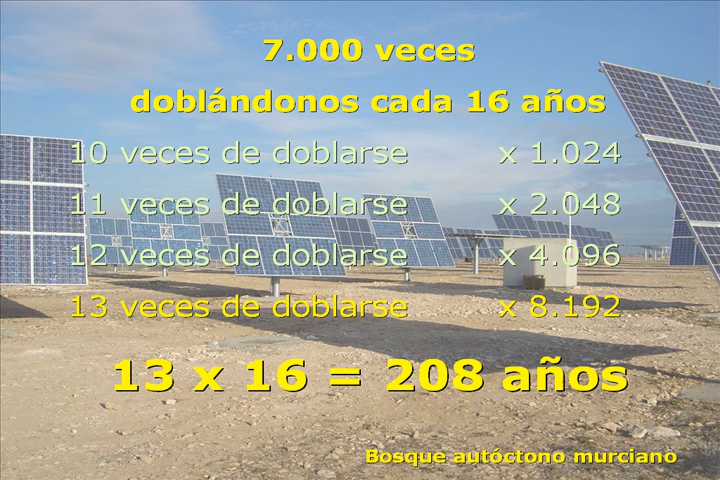 7.000 veces
doblándonos cada 16 años
10 veces de doblarse x 1.024
11 veces de doblarse x 2.048
12 veces de doblarse x 4.096
13 veces de doblarse x 8.192
13 x 16 = 208 años
Bosque autóctono murciano